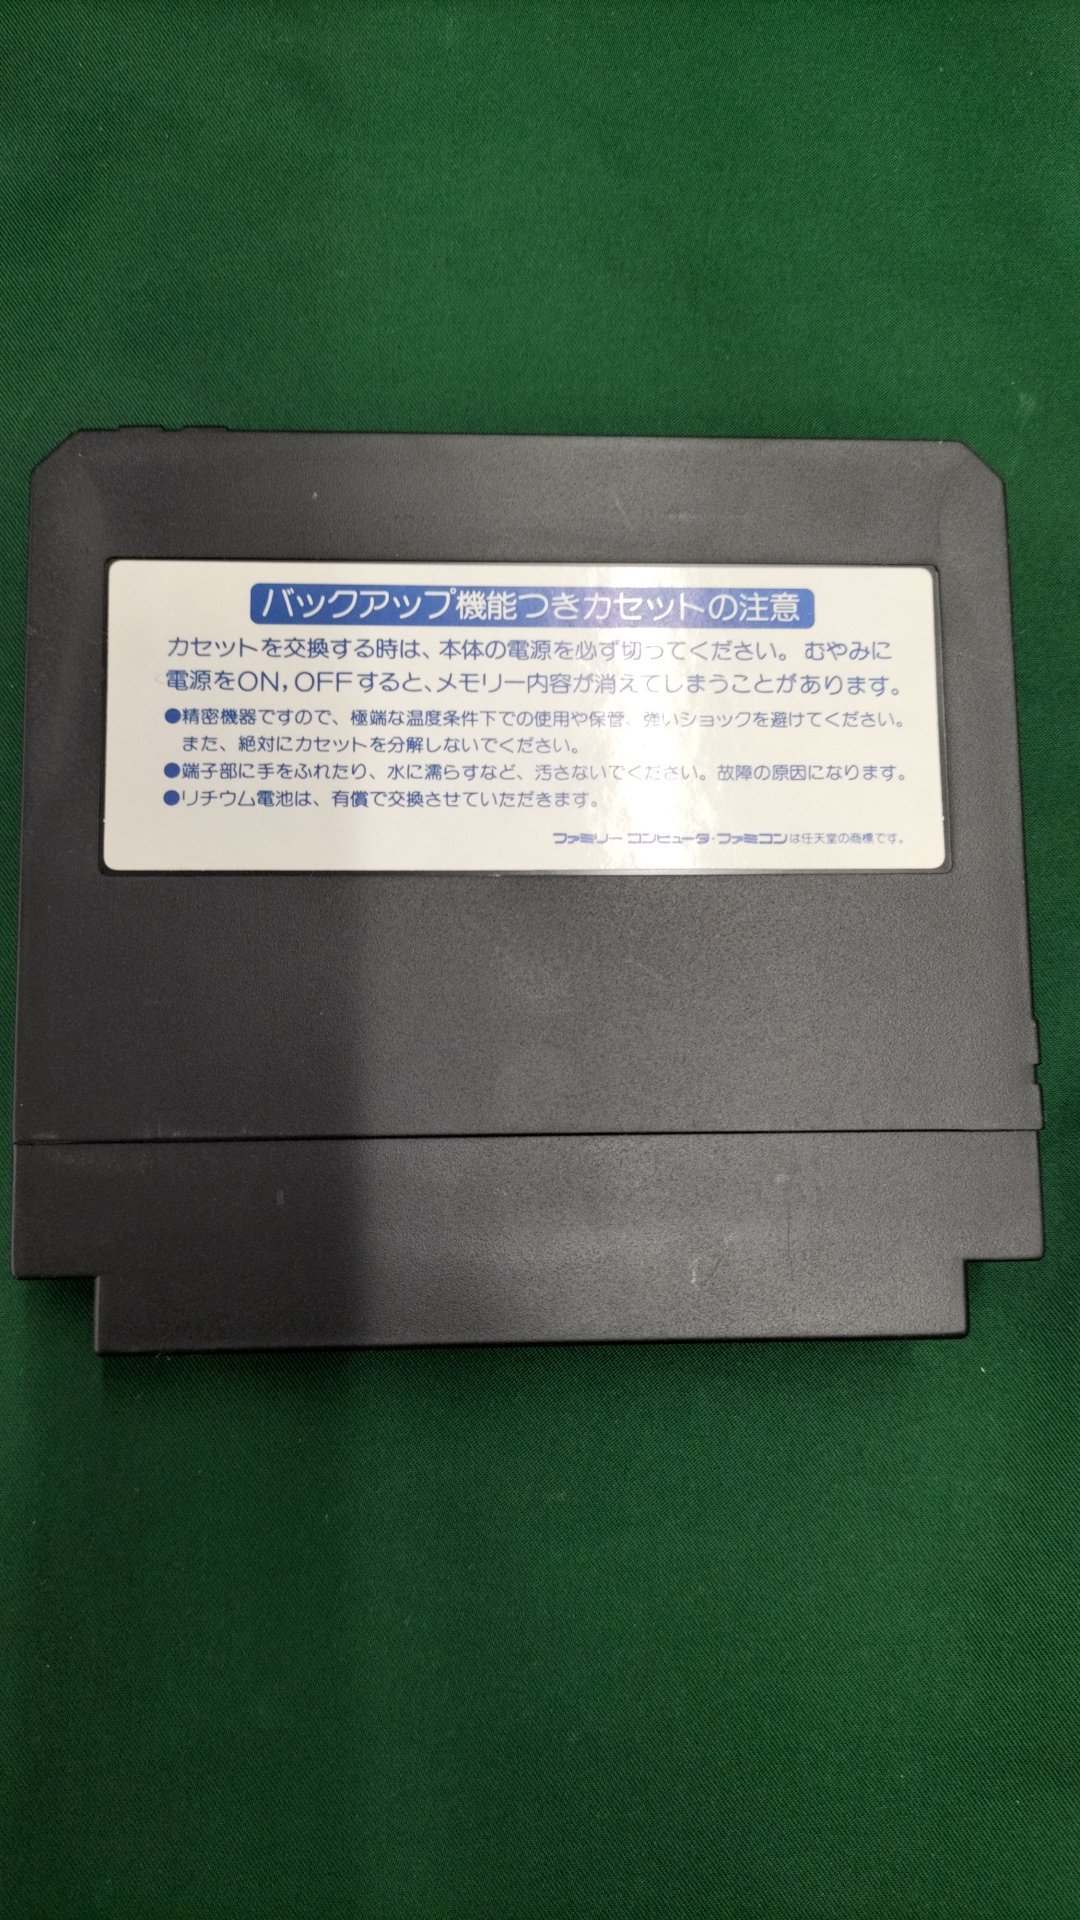 バックアップ機能つきカセットの注意
カセットを交換する時は、本体の電源を必ず切ってください。むやみに
電源をON,OFFすると、メモリー内容が消えてしまうことがあります。
●精密機器ですので、極端な温度条件下での使用や保管、強いショックを避けてください。
また、絶対にカセットを分解しないでください。
●端子部に手をふれたり、水に濡らすなど、汚さないでください。故障の原因になります。
●リチウム電池は、有償で交換させていただきます。
ファミリーコンピュータ・ファミコンは任天堂の商標です。